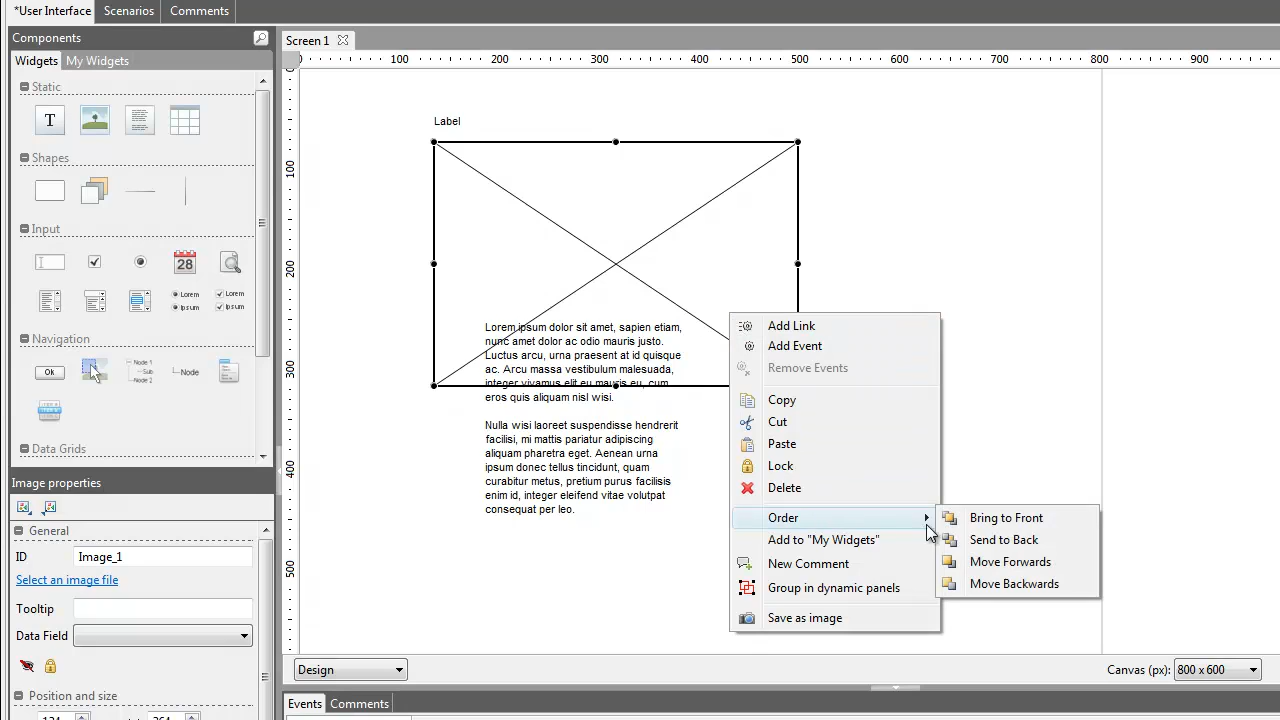 *User Interface
Scenarios
Comments
Components
Widgets
My Widgets
Static
T
Shapes
Input
28
Lorem
Ipsum
Lorem
Ipsum
Navigation
Ok
Node 1
Sub
Node 2
Node
Data Grids
Image properties
General
ID
Image_1
Select an image file
Tooltip
Data Field
Position and size
Screen 1
0 100 200 300 400 500 600 700 800 900
100
200
300
400
500
Label
Lorem ipsum dolor sit amet, sapien etiam,
nunc amet dolor ac odio mauris justo.
Luctus arcu, urna praesent at id quisque
ac. Arcu massa vestibulum malesuada,
integer vivamus elit eu mauris eu, cum
eros quis aliquam nisl wisi.
Nulla wisi laoreet suspendisse hendrerit
facilisi, mi mattis pariatur adipiscing
aliquam pharetra eget. Aenean urna
ipsum donec tellus tincidunt, quam
curabitur metus, pretium purus facilisis
enim id, integer eleifend vitae volutpat
consequat per leo.
Add Link
Add Event
Remove Events
Copy
Cut
Paste
Lock
Delete
Order
Add to "My Widgets"
New Comment
Group in dynamic panels
Save as image
Bring to Front
Send to Back
Move Forwards
Move Backwards
Design
Canvas (px):
800 x 600
Events
Comments